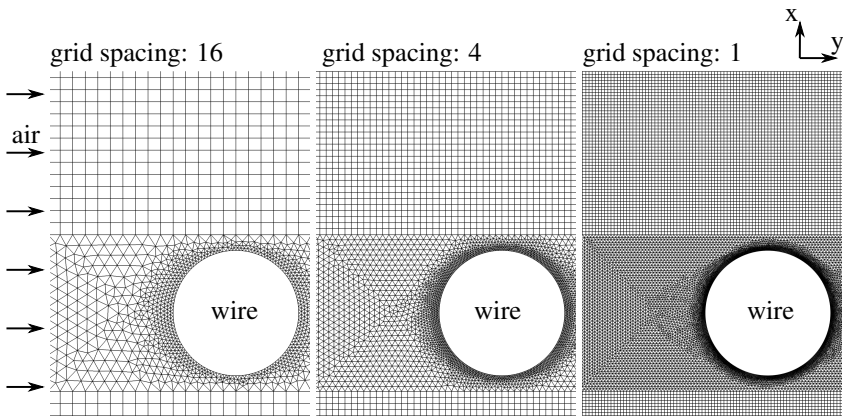 grid spacing: 16
grid spacing: 4
grid spacing: 1
x
y
air
wire
wire
wire